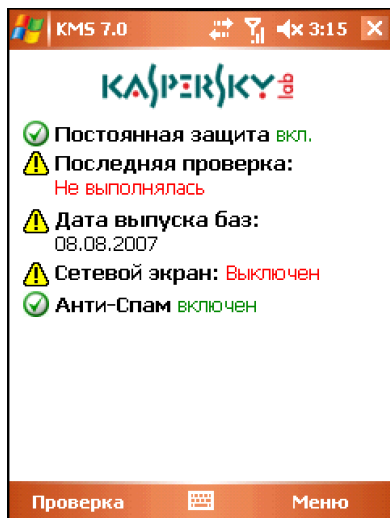 KMS 7.0 3:15
KASPERSKY lab
Постоянная защита вкл.
Последняя проверка:
Не выполнялась
Дата выпуска баз:
08.08.2007
Сетевой экран: Выключен
Анти-Спам включен
Проверка Меню